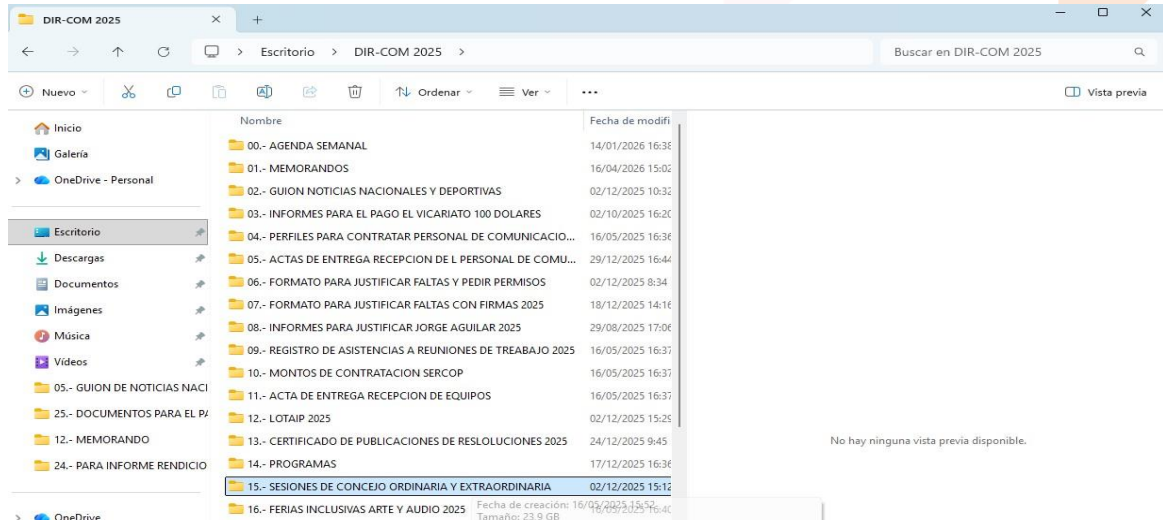 DIR-COM 2025
Escritorio > DIR-COM 2025 >
Buscar en DIR-COM 2025
Nuevo
Ordenar
Ver
Vista previa
Inicio
Galería
OneDrive - Personal
Escritorio
Descargas
Documentos
Imágenes
Música
Vídeos
05.- GUION DE NOTICIAS NACI
25.- DOCUMENTOS PARA EL PA
12.- MEMORANDO
24.- PARA INFORME RENDICIO
OneDrive
Nombre Fecha de modifi
00.- AGENDA SEMANAL 14/01/2026 16:38
01.- MEMORANDOS 16/04/2026 15:02
02.- GUION NOTICIAS NACIONALES Y DEPORTIVAS 02/12/2025 10:32
03.- INFORMES PARA EL PAGO EL VICARIATO 100 DOLARES 02/10/2025 16:20
04.- PERFILES PARA CONTRATAR PERSONAL DE COMUNICACIO... 16/05/2025 16:36
05.- ACTAS DE ENTREGA RECEPCION DE L PERSONAL DE COMU... 29/12/2025 16:44
06.- FORMATO PARA JUSTIFICAR FALTAS Y PEDIR PERMISOS 02/12/2025 8:34
07.- FORMATO PARA JUSTIFICAR FALTAS CON FIRMAS 2025 18/12/2025 14:16
08.- INFORMES PARA JUSTIFICAR JORGE AGUILAR 2025 29/08/2025 17:06
09.- REGISTRO DE ASISTENCIAS A REUNIONES DE TREABAJO 2025 16/05/2025 16:37
10.- MONTOS DE CONTRATACION SERCOP 16/05/2025 16:37
11.- ACTA DE ENTREGA RECEPCION DE EQUIPOS 16/05/2025 16:37
12.- LOTAIP 2025 02/12/2025 15:29
13.- CERTIFICADO DE PUBLICACIONES DE RESLOLUCIONES 2025 24/12/2025 9:45
14.- PROGRAMAS 17/12/2025 16:36
15.- SESIONES DE CONCEJO ORDINARIA Y EXTRAORDINARIA 02/12/2025 15:12
16.- FERIAS INCLUSIVAS ARTE Y AUDIO 2025
Fecha de creación: 16/05/2025 15:52
Tamaño: 23,9 GB
No hay ninguna vista previa disponible.